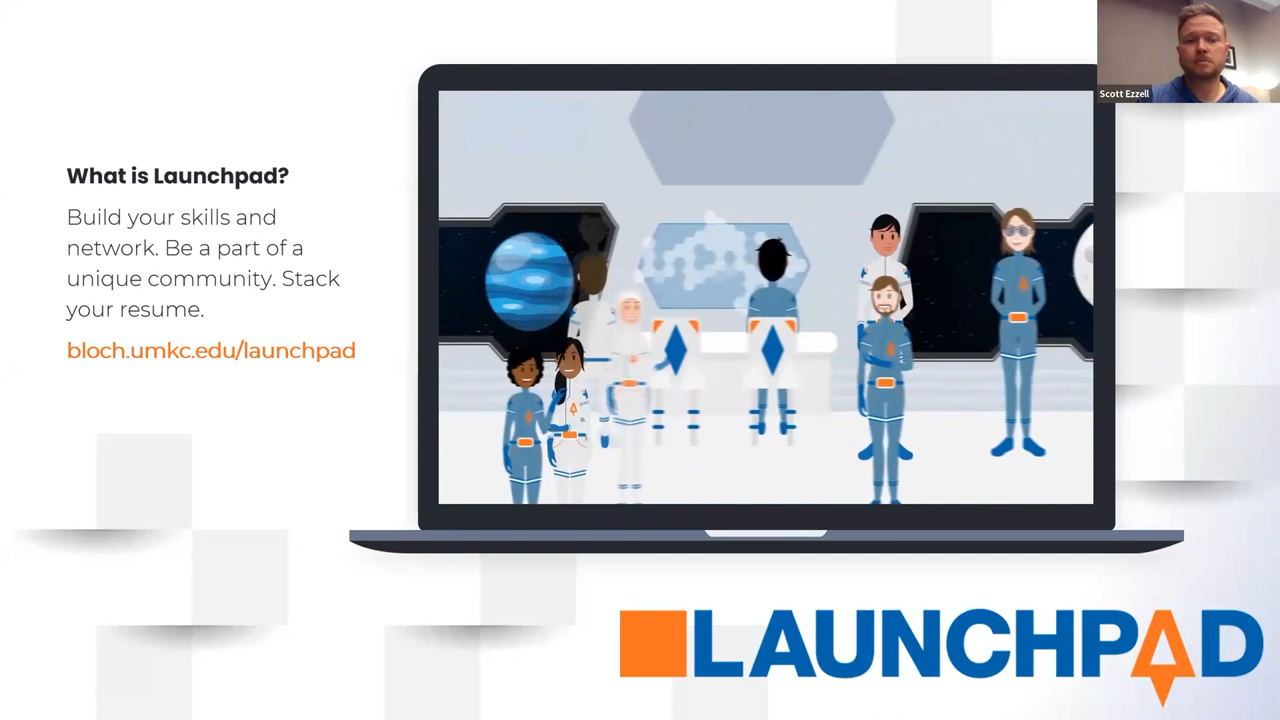 Scott Ezzell
What is Launchpad?
Build your skills and
network. Be a part of a
unique community. Stack
your resume.
bloch.umkc.edu/launchpad
LAUNCHPAD